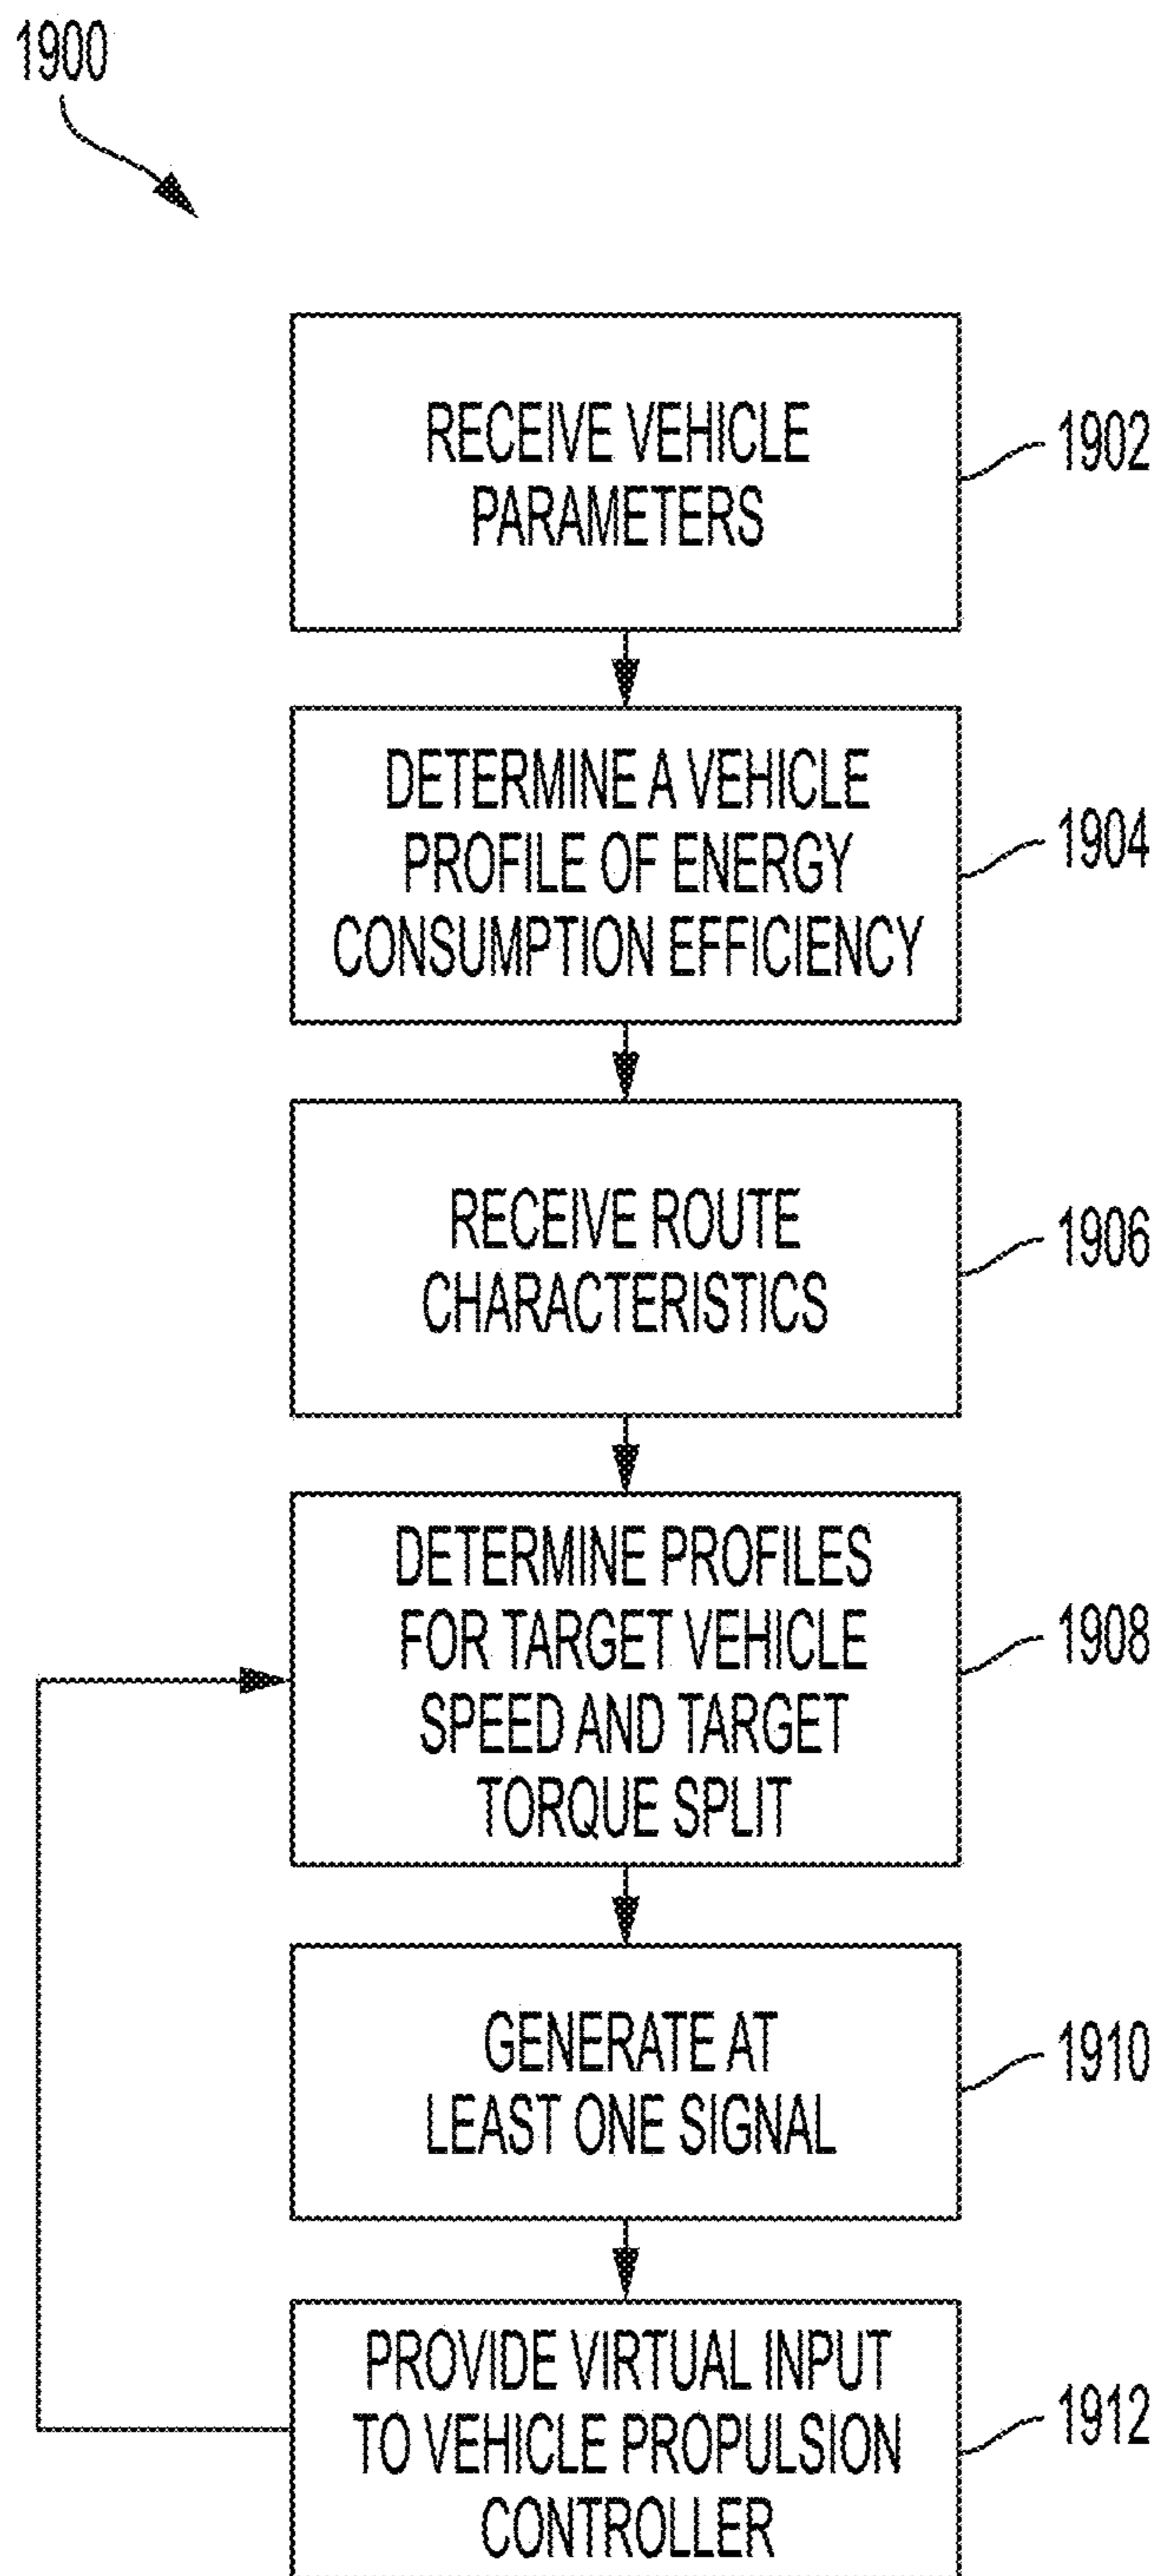 1900
RECEIVE VEHICLE
PARAMETERS
1902
DETERMINE A VEHICLE
PROFILE OF ENERGY
CONSUMPTION EFFICIENCY
1904
RECEIVE ROUTE
CHARACTERISTICS
1906
DETERMINE PROFILES
FOR TARGET VEHICLE
SPEED AND TARGET
TORQUE SPLIT
1908
GENERATE AT
LEAST ONE SIGNAL
1910
PROVIDE VIRTUAL INPUT
TO VEHICLE PROPULSION
CONTROLLER
1912